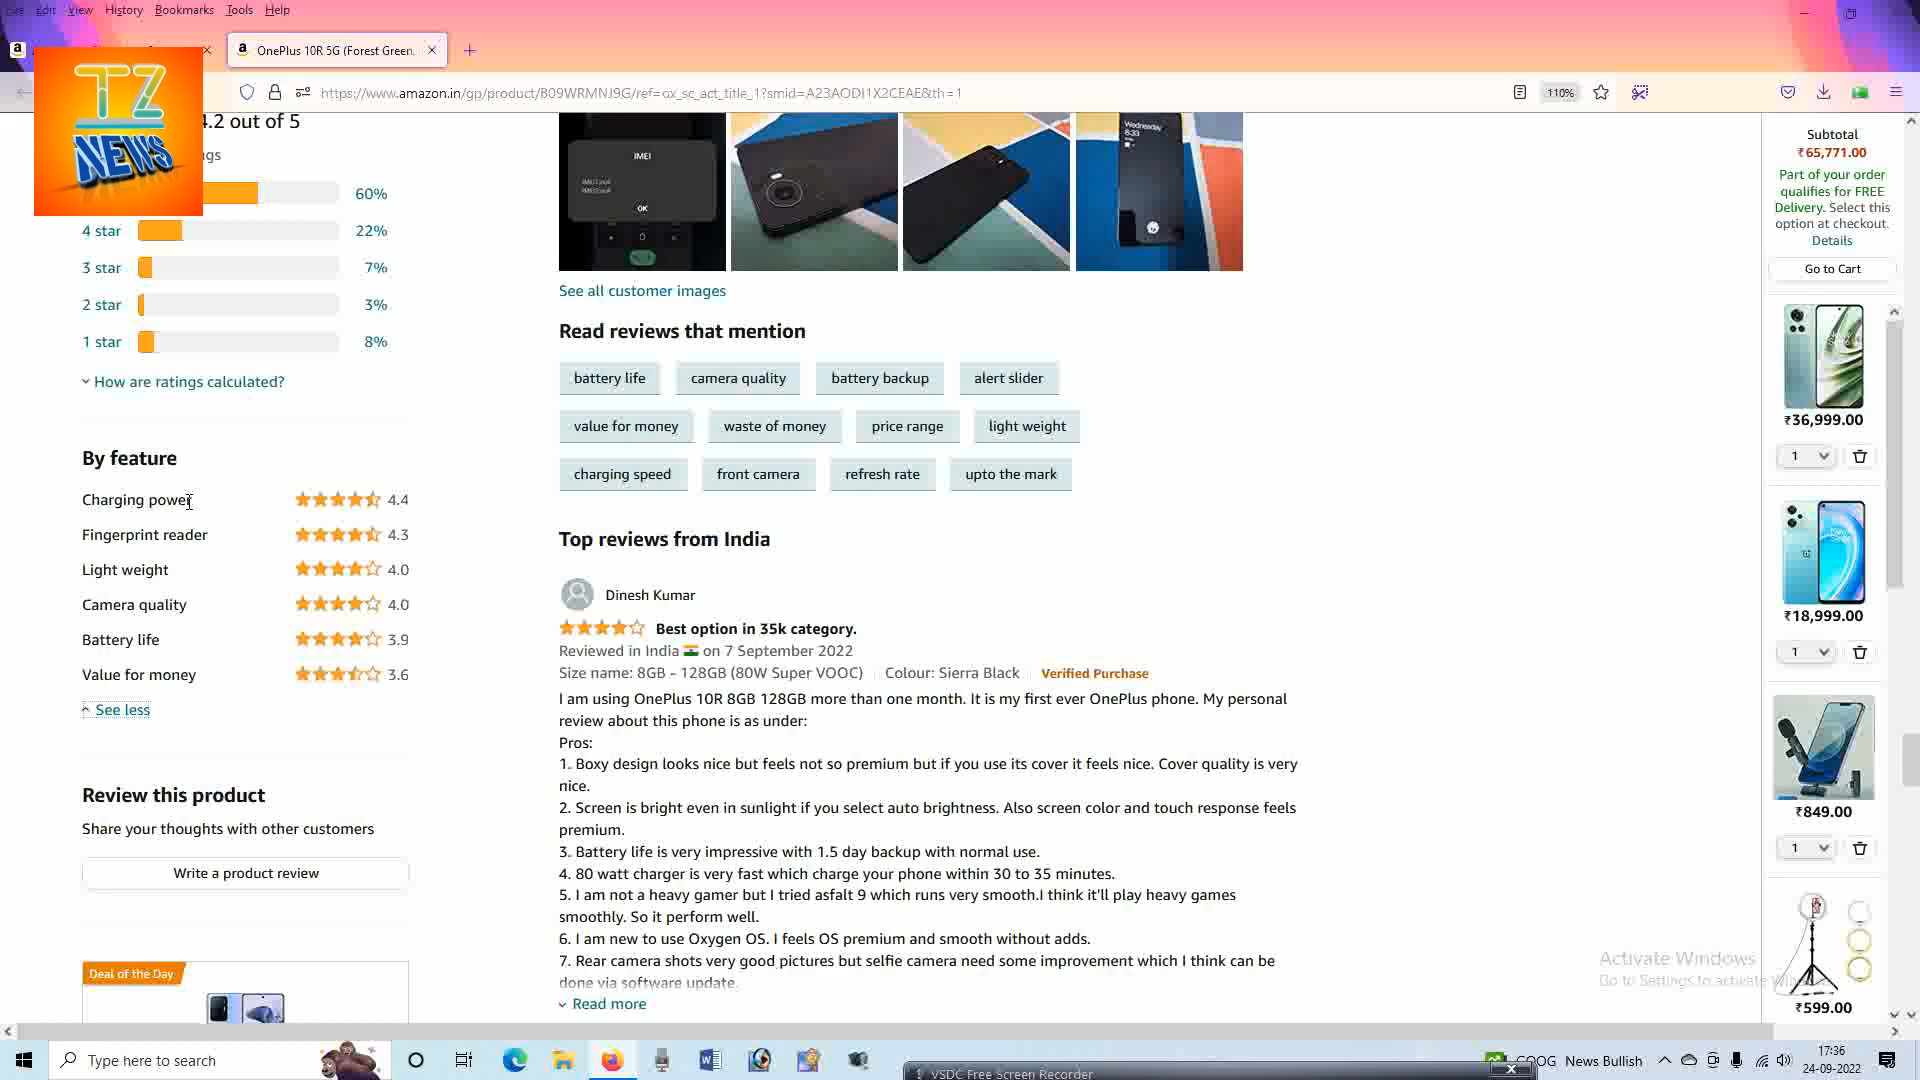 File Edit View History Bookmarks Tools Help
OnePlus 10R 5G (Forest Green,
https://www.amazon.in/gp/product/B09WRMNJ9G/ref=ox_sc_act_title_1?smid=A23AODI1X2CEAE&th=1
110%
TZ
NEWS
4.2 out of 5
60%
4 star 22%
3 star 7%
2 star 3%
1 star 8%
How are ratings calculated?
By feature
Charging power 4.4
Fingerprint reader 4.3
Light weight 4.0
Camera quality 4.0
Battery life 3.9
Value for money 3.6
See less
Review this product
Share your thoughts with other customers
Write a product review
Deal of the Day
IMEI
OK
Wednesday
8:33
See all customer images
Read reviews that mention
battery life camera quality battery backup alert slider
value for money waste of money price range light weight
charging speed front camera refresh rate upto the mark
Top reviews from India
Dinesh Kumar
Best option in 35k category.
Reviewed in India on 7 September 2022
Size name: 8GB - 128GB (80W Super VOOC) Colour: Sierra Black Verified Purchase
I am using OnePlus 10R 8GB 128GB more than one month. It is my first ever OnePlus phone. My personal
review about this phone is as under:
Pros:
1. Boxy design looks nice but feels not so premium but if you use its cover it feels nice. Cover quality is very
nice.
2. Screen is bright even in sunlight if you select auto brightness. Also screen color and touch response feels
premium.
3. Battery life is very impressive with 1.5 day backup with normal use.
4. 80 watt charger is very fast which charge your phone within 30 to 35 minutes.
5. I am not a heavy gamer but I tried asfalt 9 which runs very smooth.I think it'll play heavy games
smoothly. So it perform well.
6. I am new to use Oxygen OS. I feels OS premium and smooth without adds.
7. Rear camera shots very good pictures but selfie camera need some improvement which I think can be
done via software update.
Read more
Subtotal
₹65,771.00
Part of your order
qualifies for FREE
Delivery. Select this
option at checkout.
Details
Go to Cart
₹36,999.00
1
₹18,999.00
1
₹849.00
1
₹599.00
Activate Windows
Go to Settings to activate
Type here to search
VSDC Free Screen Recorder
GOOG News Bullish
17:36
24-09-2022